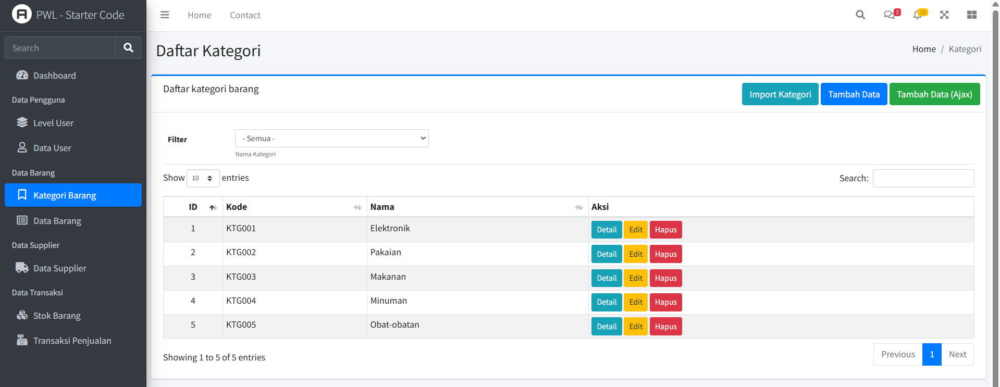 PWL - Starter Code
Home
Contact
3
15
Search
Dashboard
Data Pengguna
Level User
Data User
Data Barang
Kategori Barang
Data Barang
Data Supplier
Data Supplier
Data Transaksi
Stok Barang
Transaksi Penjualan
Daftar Kategori
Home / Kategori
Daftar kategori barang
Import Kategori
Tambah Data
Tambah Data (Ajax)
Filter
- Semua -
Nama Kategori
Show 10 entries
Search:
ID Kode Nama Aksi
1 KTG001 Elektronik Detail Edit Hapus
2 KTG002 Pakaian Detail Edit Hapus
3 KTG003 Makanan Detail Edit Hapus
4 KTG004 Minuman Detail Edit Hapus
5 KTG005 Obat-obatan Detail Edit Hapus
Showing 1 to 5 of 5 entries
Previous 1 Next